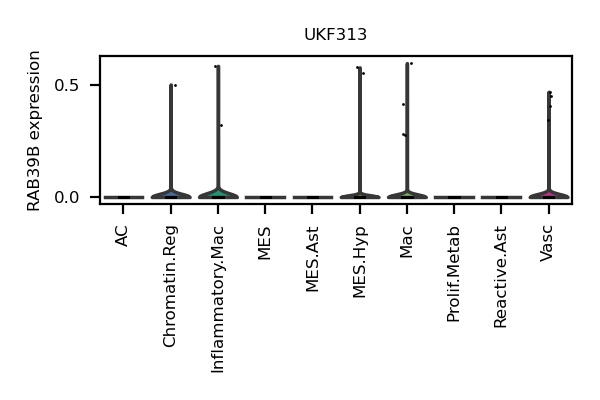 UKF313
RAB39B expression
0.5
0.0
AC
Chromatin.Reg
Inflammatory.Mac
MES
MES.Ast
MES.Hyp
Mac
Prolif.Metab
Reactive.Ast
Vasc